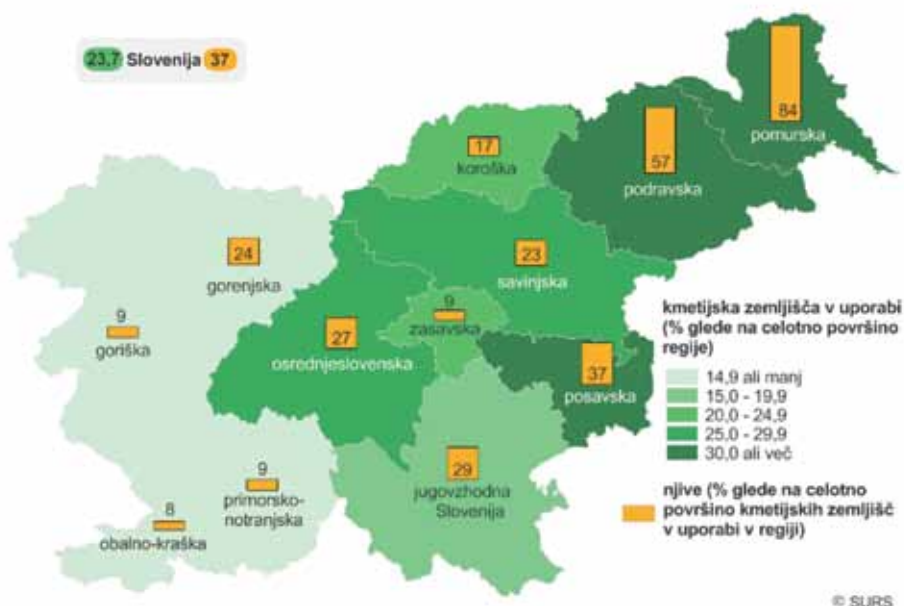 23,7 Slovenija 37
84
pomurska
57
podravska
17
koroška
24
gorenjska
23
savinjska
9
goriška
9
zasavska
27
osrednjeslovenska
37
posavska
29
jugovzhodna
Slovenija
9
primorsko-
notranjska
8
obalno-kraška
kmetijska zemljišča v uporabi
(% glede na celotno površino
regije)
14,9 ali manj
15,0 - 19,9
20,0 - 24,9
25,0 - 29,9
30,0 ali več
njive (% glede na celotno
površino kmetijskih zemljišč
v uporabi v regiji)
© SURS